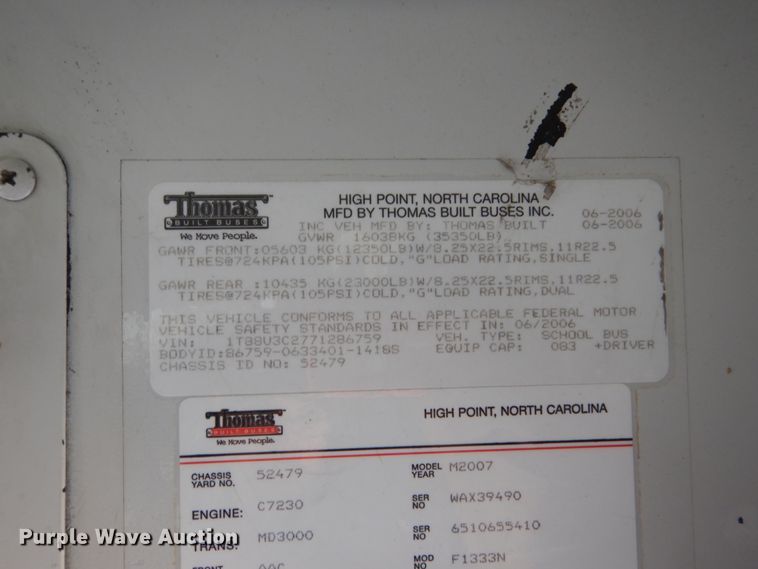 Thomas
BUILT BUSES
We Move People.
HIGH POINT, NORTH CAROLINA
MFD BY THOMAS BUILT BUSES INC. 06-2006
INC VEH MFD BY: THOMAS BUILT 06-2006
GVWR 16038KG (35350LB),
GAWR FRONT:05603 KG(12350LB)W/8.25X22.5RIMS,11R22.5
TIRES@724KPA(105PSI)COLD,"G"LOAD RATING,SINGLE
GAWR REAR :10435 KG(23000LB)W/8.25X22.5RIMS,11R22.5
TIRES@724KPA(105PSI)COLD,"G"LOAD RATING,DUAL
THIS VEHICLE CONFORMS TO ALL APPLICABLE FEDERAL MOTOR
VEHICLE SAFETY STANDARDS IN EFFECT IN: 06/2006
VIN: 1T88U3C2771286759 VEH. TYPE: SCHOOL BUS
BODYID:86759-0633401-1418S EQUIP CAP: 083 +DRIVER
CHASSIS ID NO: 52479
Thomas
BUILT BUSES
We Move People.
HIGH POINT, NORTH CAROLINA
CHASSIS YARD NO. 52479 MODEL YEAR M2007
ENGINE: C7230 SER NO WAX39490
TRANS: MD3000 SER NO 6510655410
MOD F1333N
Purple Wave Auction